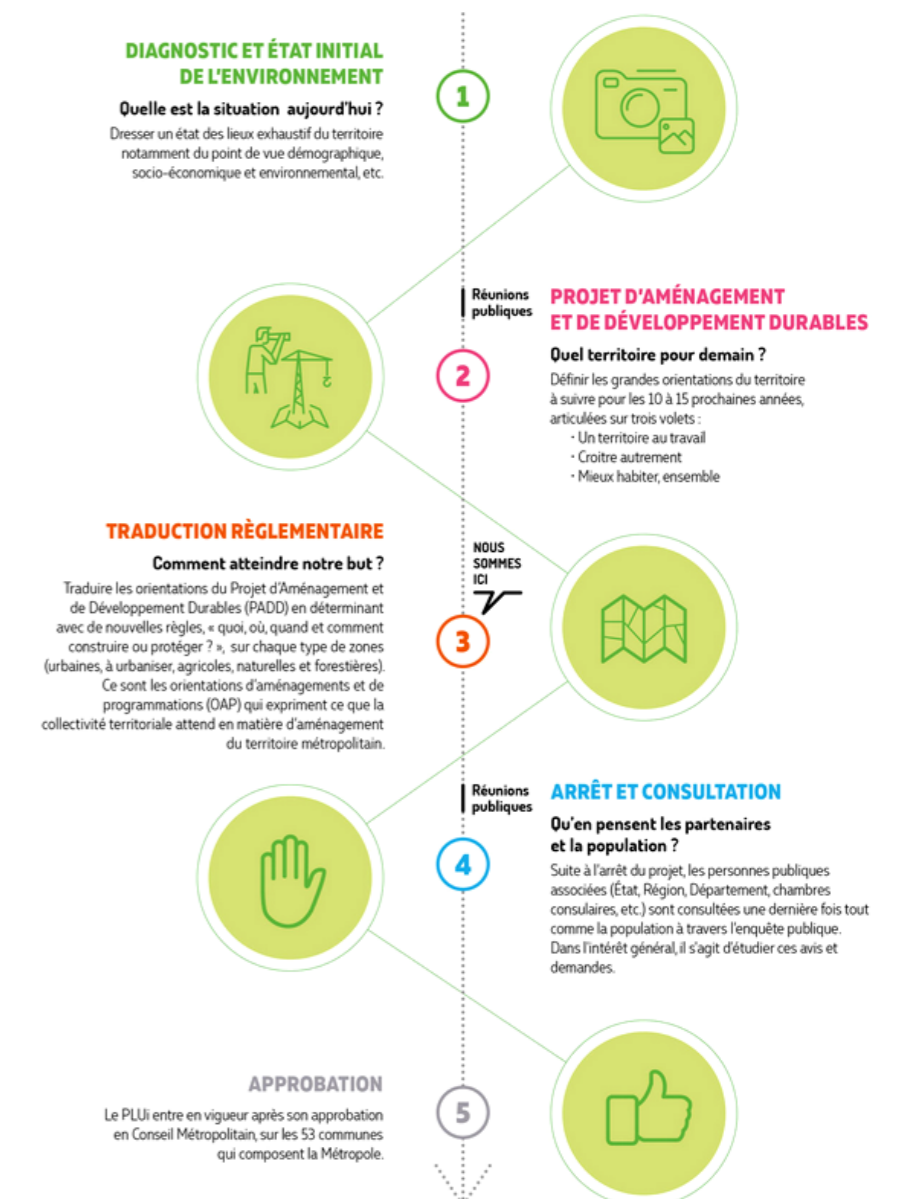 DIAGNOSTIC ET ÉTAT INITIAL
DE L'ENVIRONNEMENT
Quelle est la situation aujourd'hui ?
Dresser un état des lieux exhaustif du territoire
notamment du point de vue démographique,
socio-économique et environnemental, etc.
1
Réunions
publiques
2
PROJET D'AMÉNAGEMENT
ET DE DÉVELOPPEMENT DURABLES
Quel territoire pour demain ?
Définir les grandes orientations du territoire
à suivre pour les 10 à 15 prochaines années,
articulées sur trois volets :
· Un territoire au travail
· Croitre autrement
· Mieux habiter, ensemble
TRADUCTION RÈGLEMENTAIRE
Comment atteindre notre but ?
Traduire les orientations du Projet d'Aménagement et
de Développement Durables (PADD) en déterminant
avec de nouvelles règles, « quoi, où, quand et comment
construire ou protéger ? », sur chaque type de zones
(urbaines, à urbaniser, agricoles, naturelles et forestières).
Ce sont les orientations d'aménagements et de
programmations (OAP) qui expriment ce que la
collectivité territoriale attend en matière d'aménagement
du territoire métropolitain.
NOUS
SOMMES
ICI
3
Réunions
publiques
4
ARRÊT ET CONSULTATION
Qu'en pensent les partenaires
et la population ?
Suite à l'arrêt du projet, les personnes publiques
associées (État, Région, Département, chambres
consulaires, etc.) sont consultées une dernière fois tout
comme la population à travers l'enquête publique.
Dans l'intérêt général, il s'agit d'étudier ces avis et
demandes.
APPROBATION
Le PLUi entre en vigueur après son approbation
en Conseil Métropolitain, sur les 53 communes
qui composent la Métropole.
5